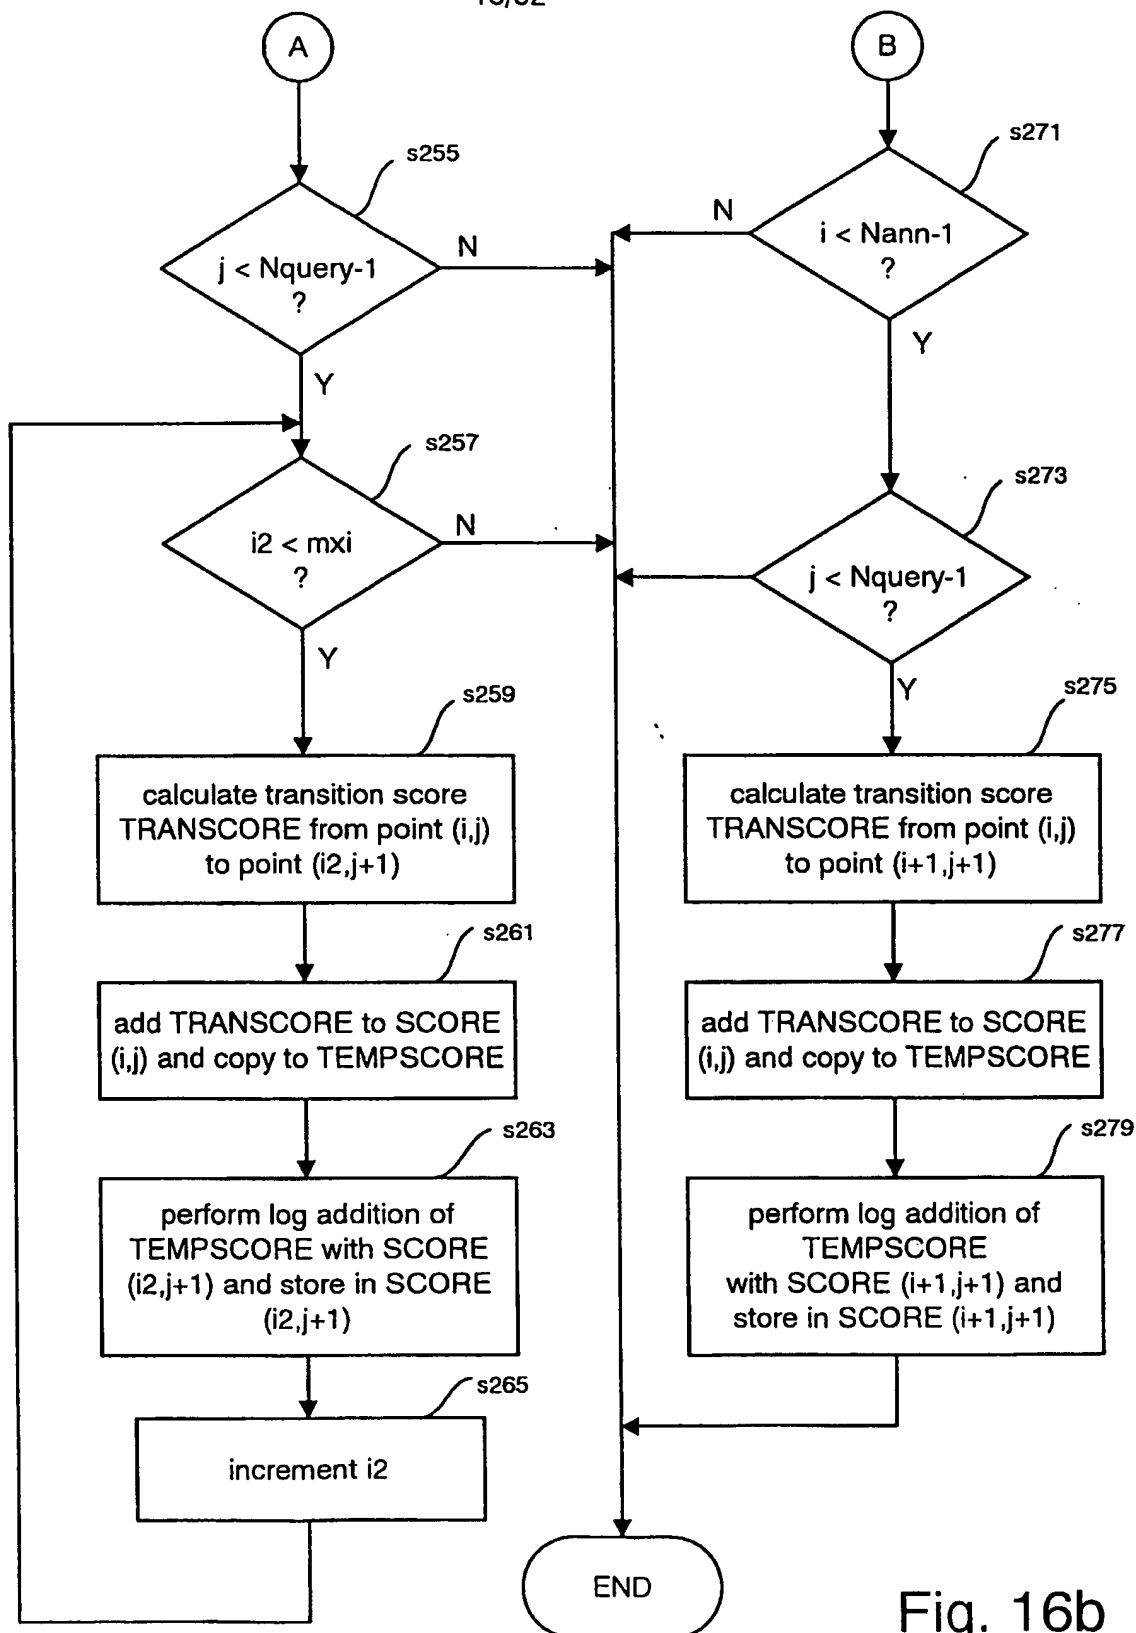 A
B
s255
s271
j < Nquery-1
?
N
N
i < Nann-1
?
Y
Y
s257
s273
i2 < mxi
?
N
j < Nquery-1
?
Y
Y
s259
s275
calculate transition score
TRANSCORE from point (i,j)
to point (i2,j+1)
calculate transition score
TRANSCORE from point (i,j)
to point (i+1,j+1)
s261
s277
add TRANSCORE to SCORE
(i,j) and copy to TEMPSCORE
add TRANSCORE to SCORE
(i,j) and copy to TEMPSCORE
s263
s279
perform log addition of
TEMPSCORE with SCORE
(i2,j+1) and store in SCORE
(i2,j+1)
perform log addition of
TEMPSCORE
with SCORE (i+1,j+1) and
store in SCORE (i+1,j+1)
s265
increment i2
END
Fig. 16b